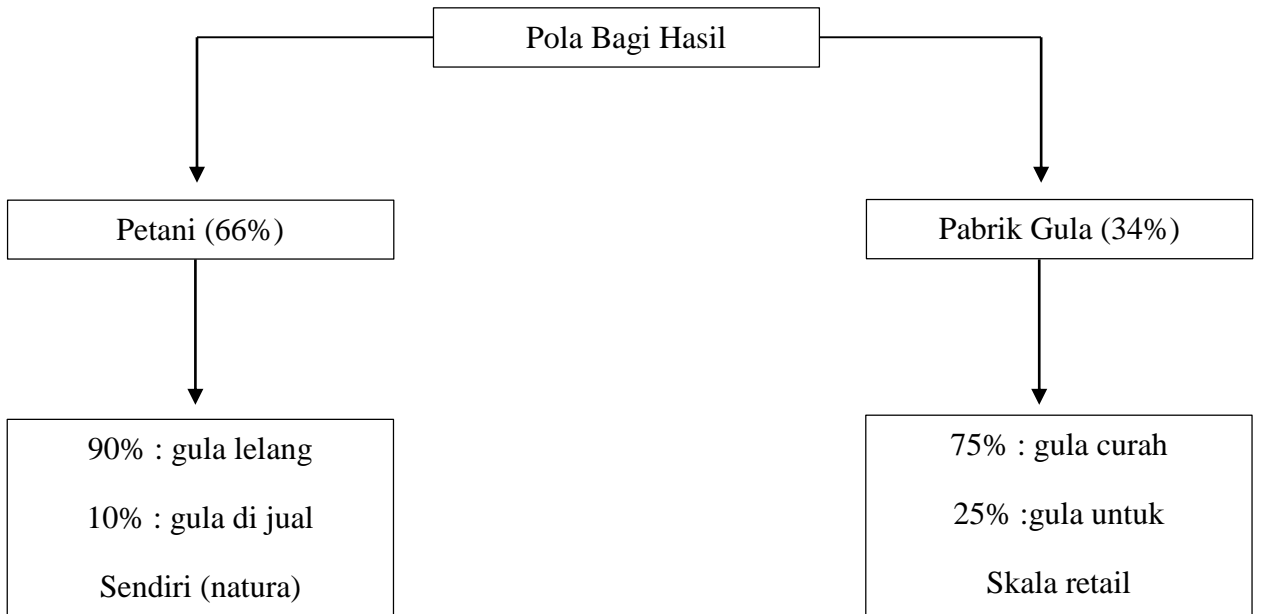 Pola Bagi Hasil
Petani (66%)
Pabrik Gula (34%)
90% : gula lelang
10% : gula di jual
Sendiri (natura)
75% : gula curah
25% :gula untuk
Skala retail